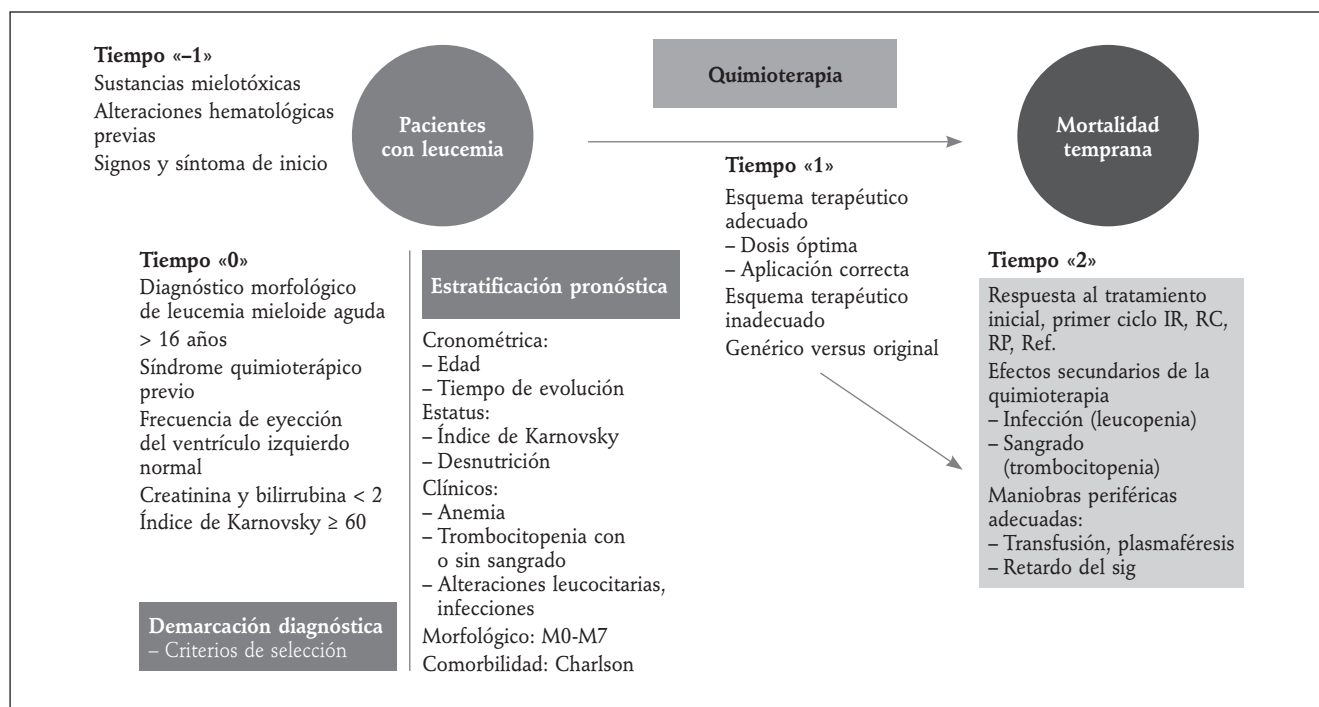 Tiempo «–1»
Sustancias mielotóxicas
Alteraciones hematológicas
previas
Signos y síntoma de inicio
Pacientes
con leucemia
Quimioterapia
Mortalidad
temprana
Tiempo «0»
Diagnóstico morfológico
de leucemia mieloide aguda
> 16 años
Síndrome quimioterápico
previo
Frecuencia de eyección
del ventrículo izquierdo
normal
Creatinina y bilirrubina < 2
Índice de Karnovsky ≥ 60
Demarcación diagnóstica
– Criterios de selección
Estratificación pronóstica
Cronométrica:
– Edad
– Tiempo de evolución
Estatus:
– Índice de Karnovsky
– Desnutrición
Clínicos:
– Anemia
– Trombocitopenia con
o sin sangrado
– Alteraciones leucocitarias,
infecciones
Morfológico: M0-M7
Comorbilidad: Charlson
Tiempo «1»
Esquema terapéutico
adecuado
– Dosis óptima
– Aplicación correcta
Esquema terapéutico
inadecuado
Genérico versus original
Tiempo «2»
Respuesta al tratamiento
inicial, primer ciclo IR, RC,
RP, Ref.
Efectos secundarios de la
quimioterapia
– Infección (leucopenia)
– Sangrado
(trombocitopenia)
Maniobras periféricas
adecuadas:
– Transfusión, plasmaféresis
– Retardo del sig